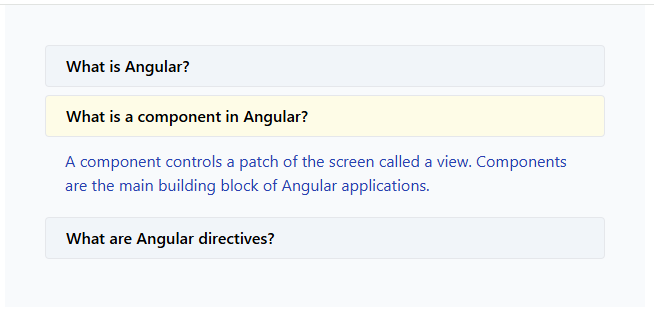 What is Angular?
What is a component in Angular?
A component controls a patch of the screen called a view. Components
are the main building block of Angular applications.
What are Angular directives?